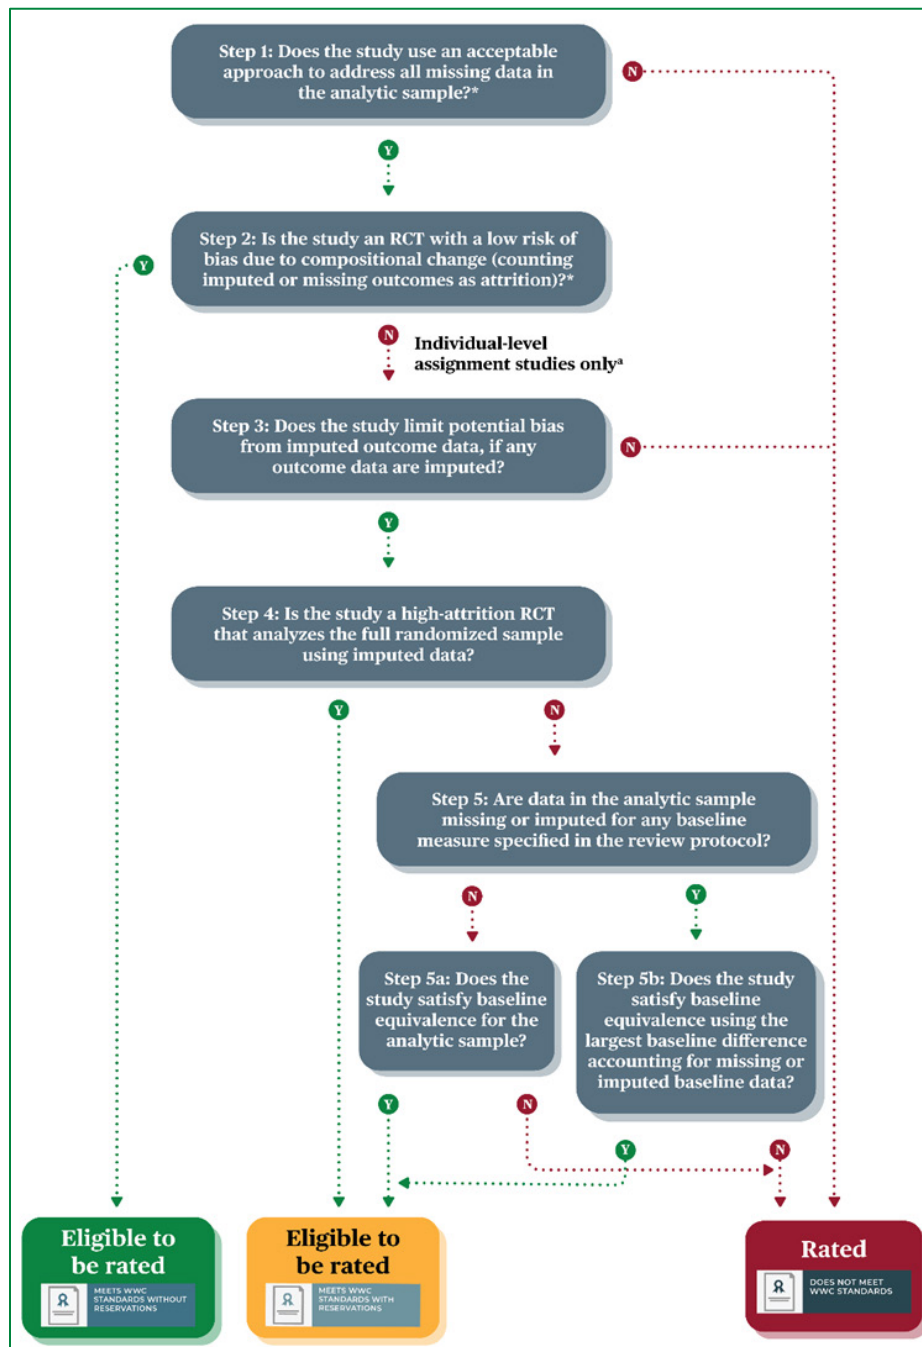 Step 1: Does the study use an acceptable
approach to address all missing data in
the analytic sample?*
N
Y
Step 2: Is the study an RCT with a low risk of
bias due to compositional change (counting
imputed or missing outcomes as attrition)?*
Y
N
Individual-level
assignment studies onlyª
Step 3: Does the study limit potential bias
from imputed outcome data, if any
outcome data are imputed?
N
Y
Step 4: Is the study a high-attrition RCT
that analyzes the full randomized sample
using imputed data?
Y
N
Step 5: Are data in the analytic sample
missing or imputed for any baseline
measure specified in the review protocol?
N
Y
Step 5a: Does the
study satisfy baseline
equivalence for the
analytic sample?
Step 5b: Does the study
satisfy baseline
equivalence using the
largest baseline difference
accounting for missing or
imputed baseline data?
Y
N
Y
N
Eligible to
be rated
MEETS WWC
STANDARDS WITHOUT
RESERVATIONS
Eligible to
be rated
MEETS WWC
STANDARDS WITH
RESERVATIONS
Rated
DOES NOT MEET
WWC STANDARDS